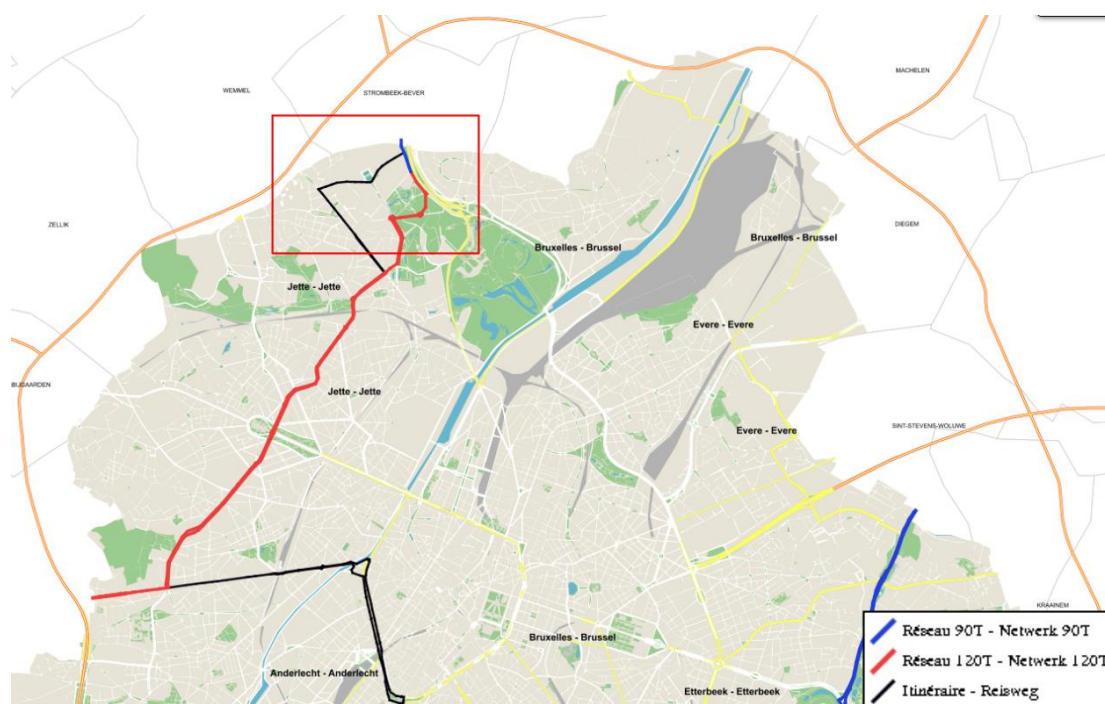 MACHELEN
WEMMEL
STROMBEEK-BEVER
ZELLIK
DIEGEM
Bruxelles - Brussel
Bruxelles - Brussel
Jette - Jette
Evere - Evere
BIJGAARDEN
Jette - Jette
Evere - Evere
SINT-STEVENS-WOLUWE
KRAAINEM
Réseau 90T - Netwerk 90T
Bruxelles - Brussel
Réseau 120T - Netwerk 120T
Anderlecht - Anderlecht
Etterbeek - Etterbeek
Itinéraire - Reisweg